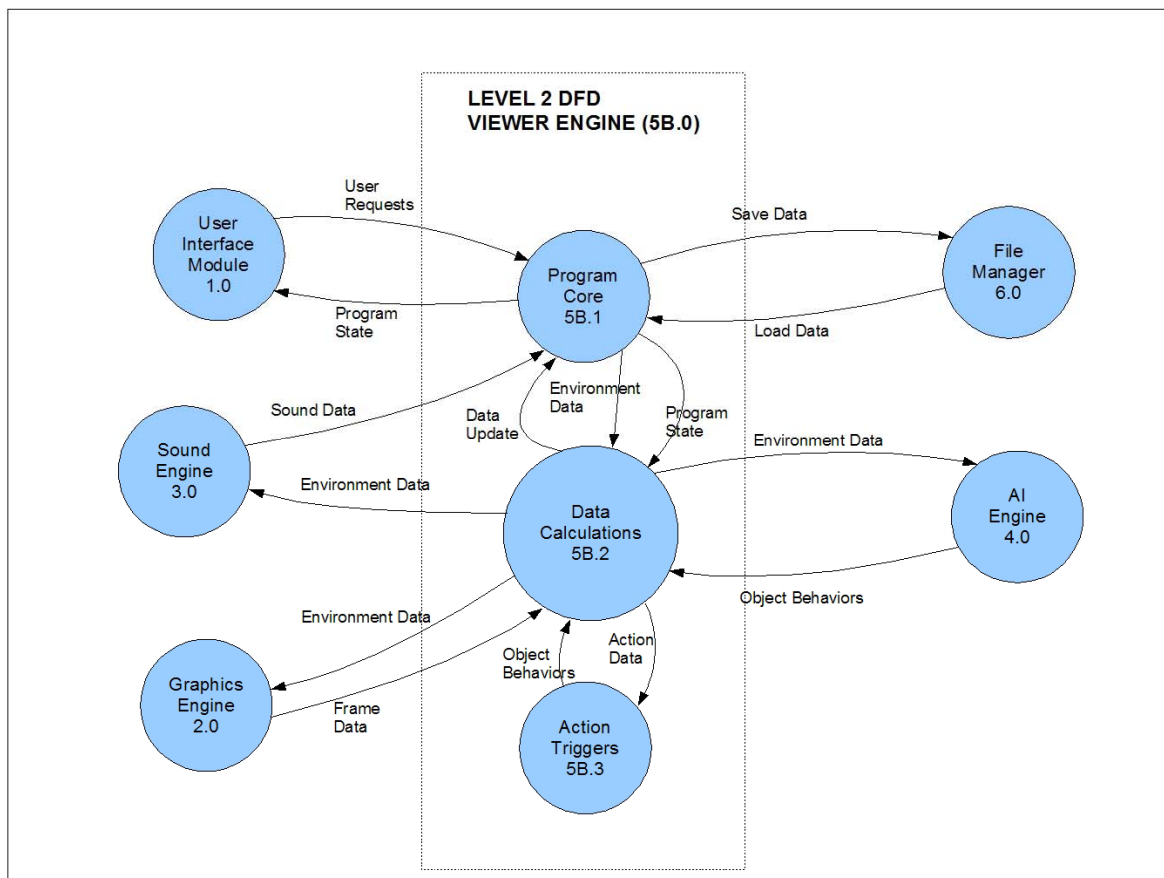 LEVEL 2 DFD
VIEWER ENGINE (5B.0)
User
Requests
Save Data
User
Interface
Module
1.0
Program
Core
5B.1
File
Manager
6.0
Program
State
Load Data
Sound Data
Data
Update
Environment
Data
Program
State
Environment Data
Sound
Engine
3.0
Environment Data
Data
Calculations
5B.2
AI
Engine
4.0
Object Behaviors
Environment Data
Object
Behaviors
Action
Data
Graphics
Engine
2.0
Frame
Data
Action
Triggers
5B.3